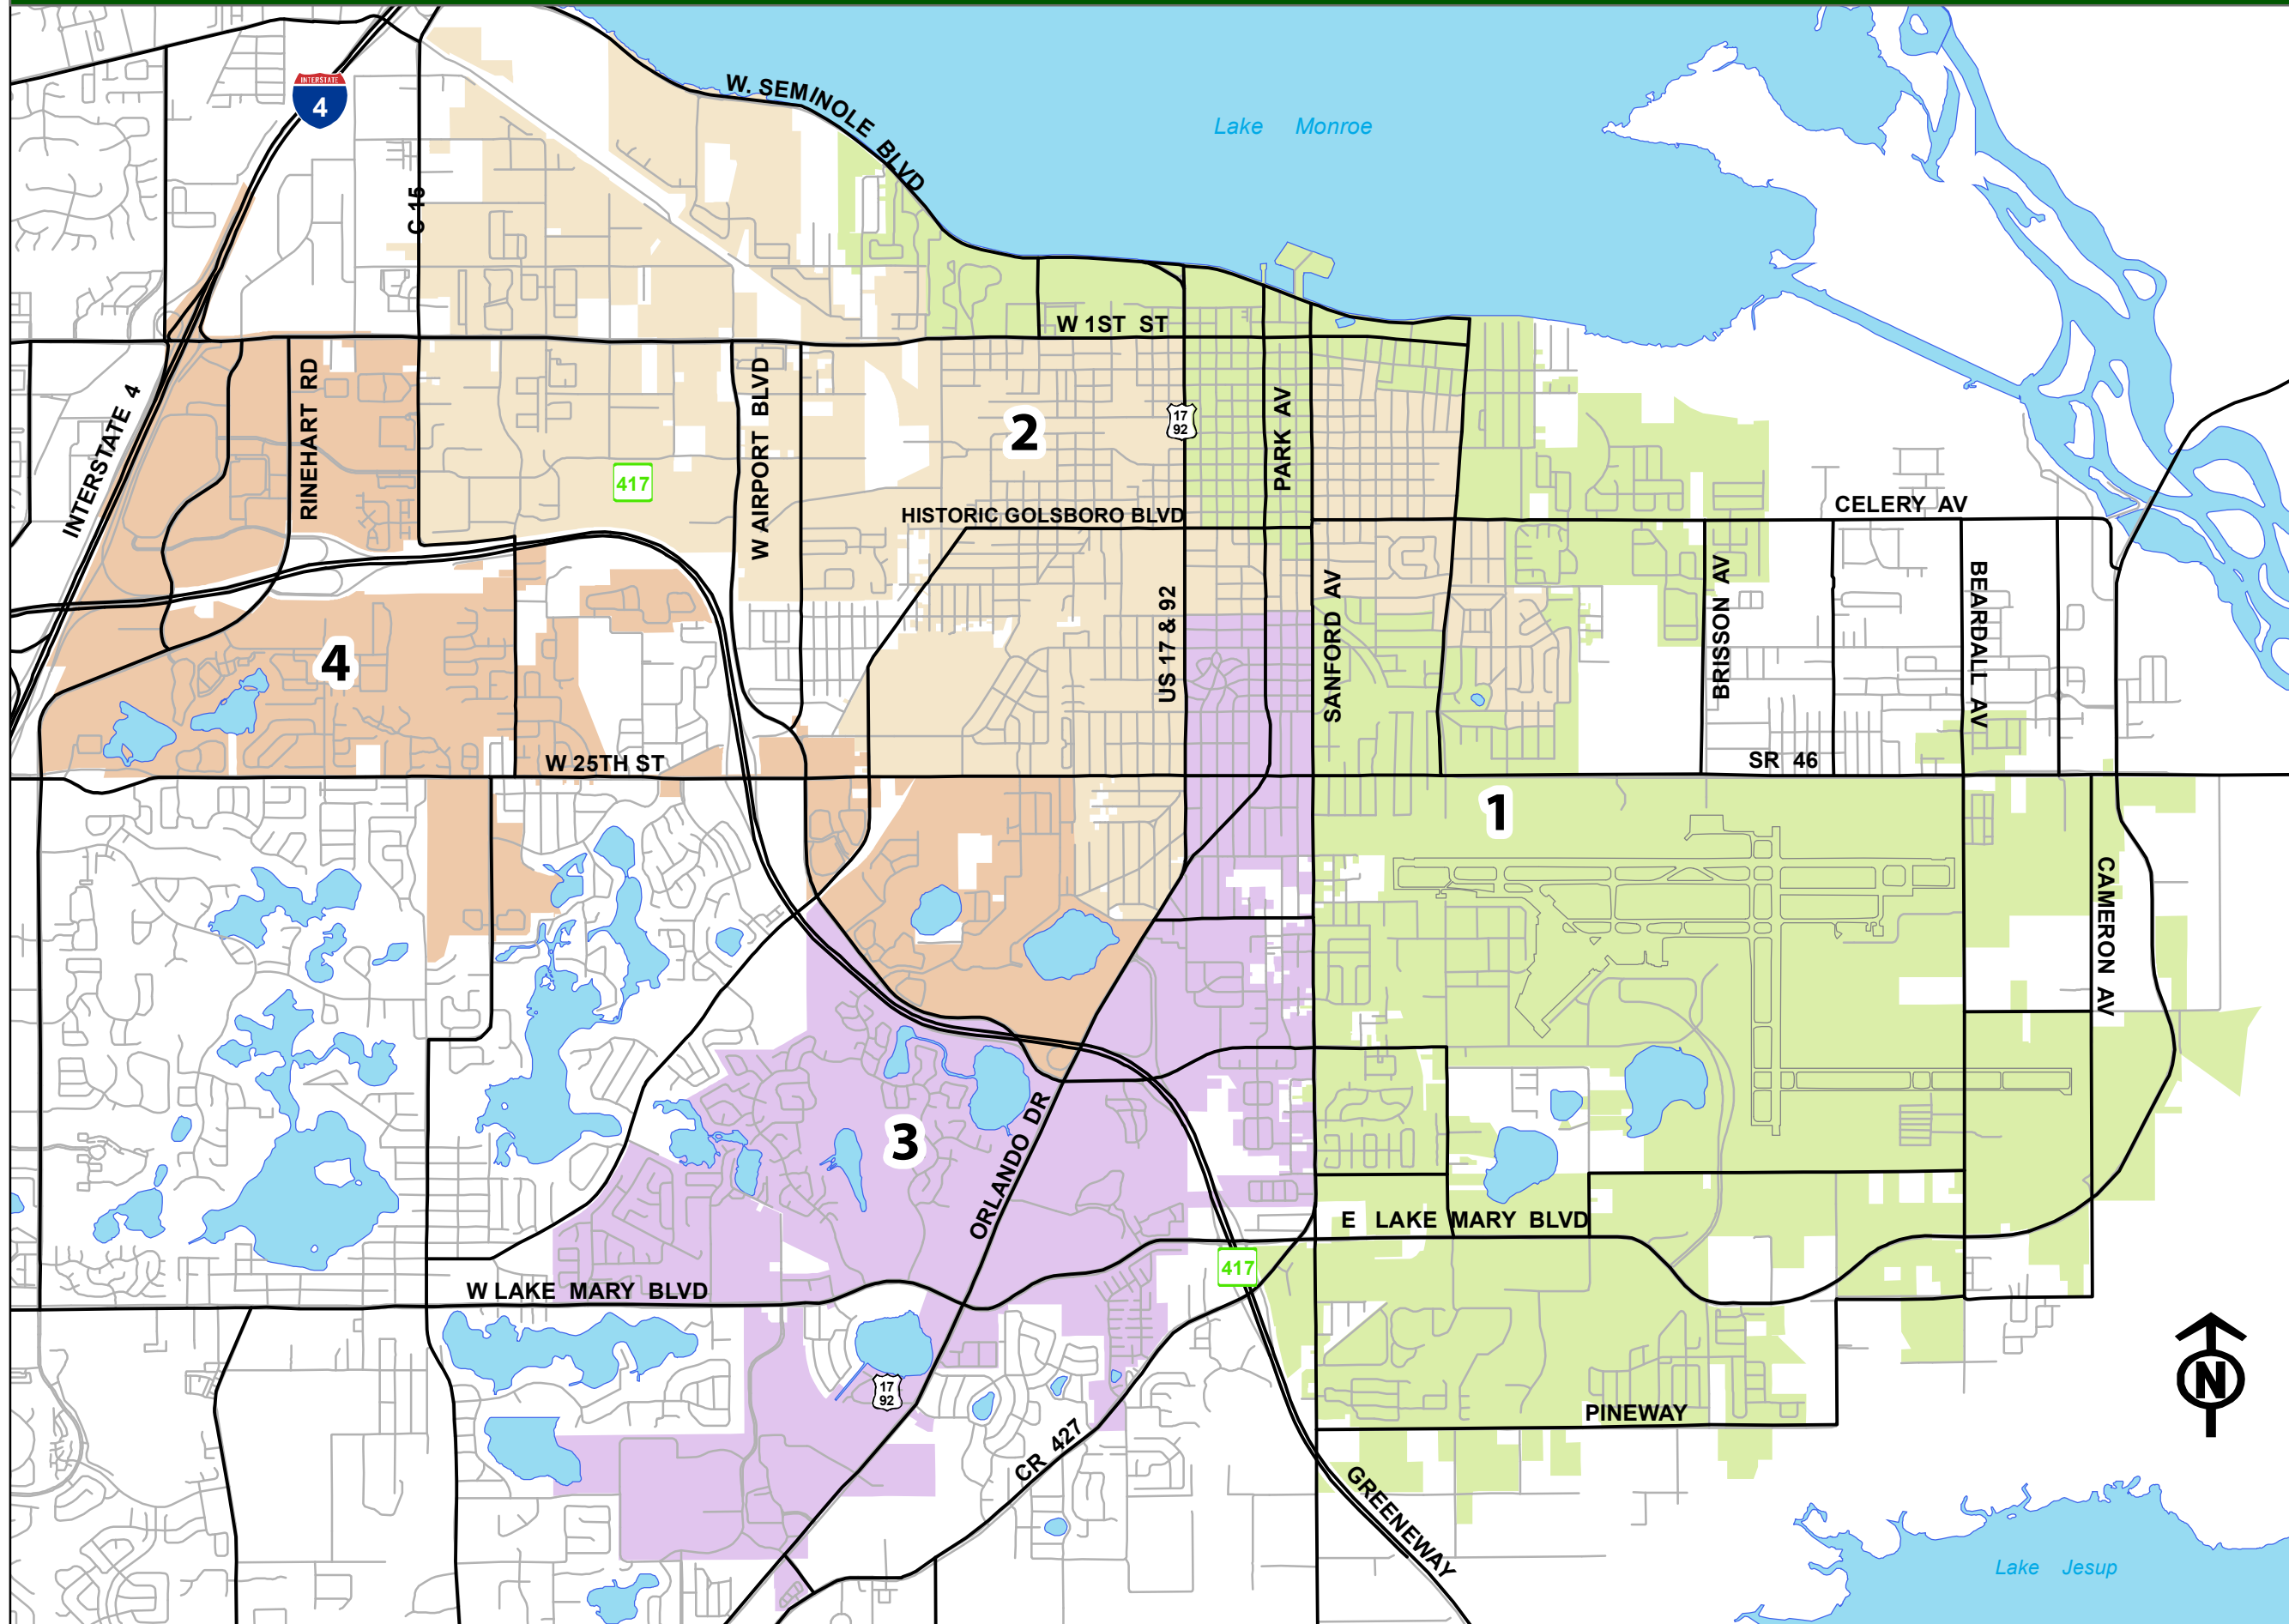 INTERSTATE
4
W. SEMINOLE BLVD
Lake Monroe
C 15
W 1ST ST
INTERSTATE 4
RINEHART RD
W AIRPORT BLVD
2
17
92
PARK AV
417
HISTORIC GOLSBORO BLVD
CELERY AV
4
US 17 & 92
SANFORD AV
BRISSON AV
BEARDALL AV
W 25TH ST
SR 46
1
CAMERON AV
3
ORLANDO DR
E LAKE MARY BLVD
417
W LAKE MARY BLVD
17
92
PINEWAY
CR 427
GREENEWAY
N
Lake Jesup